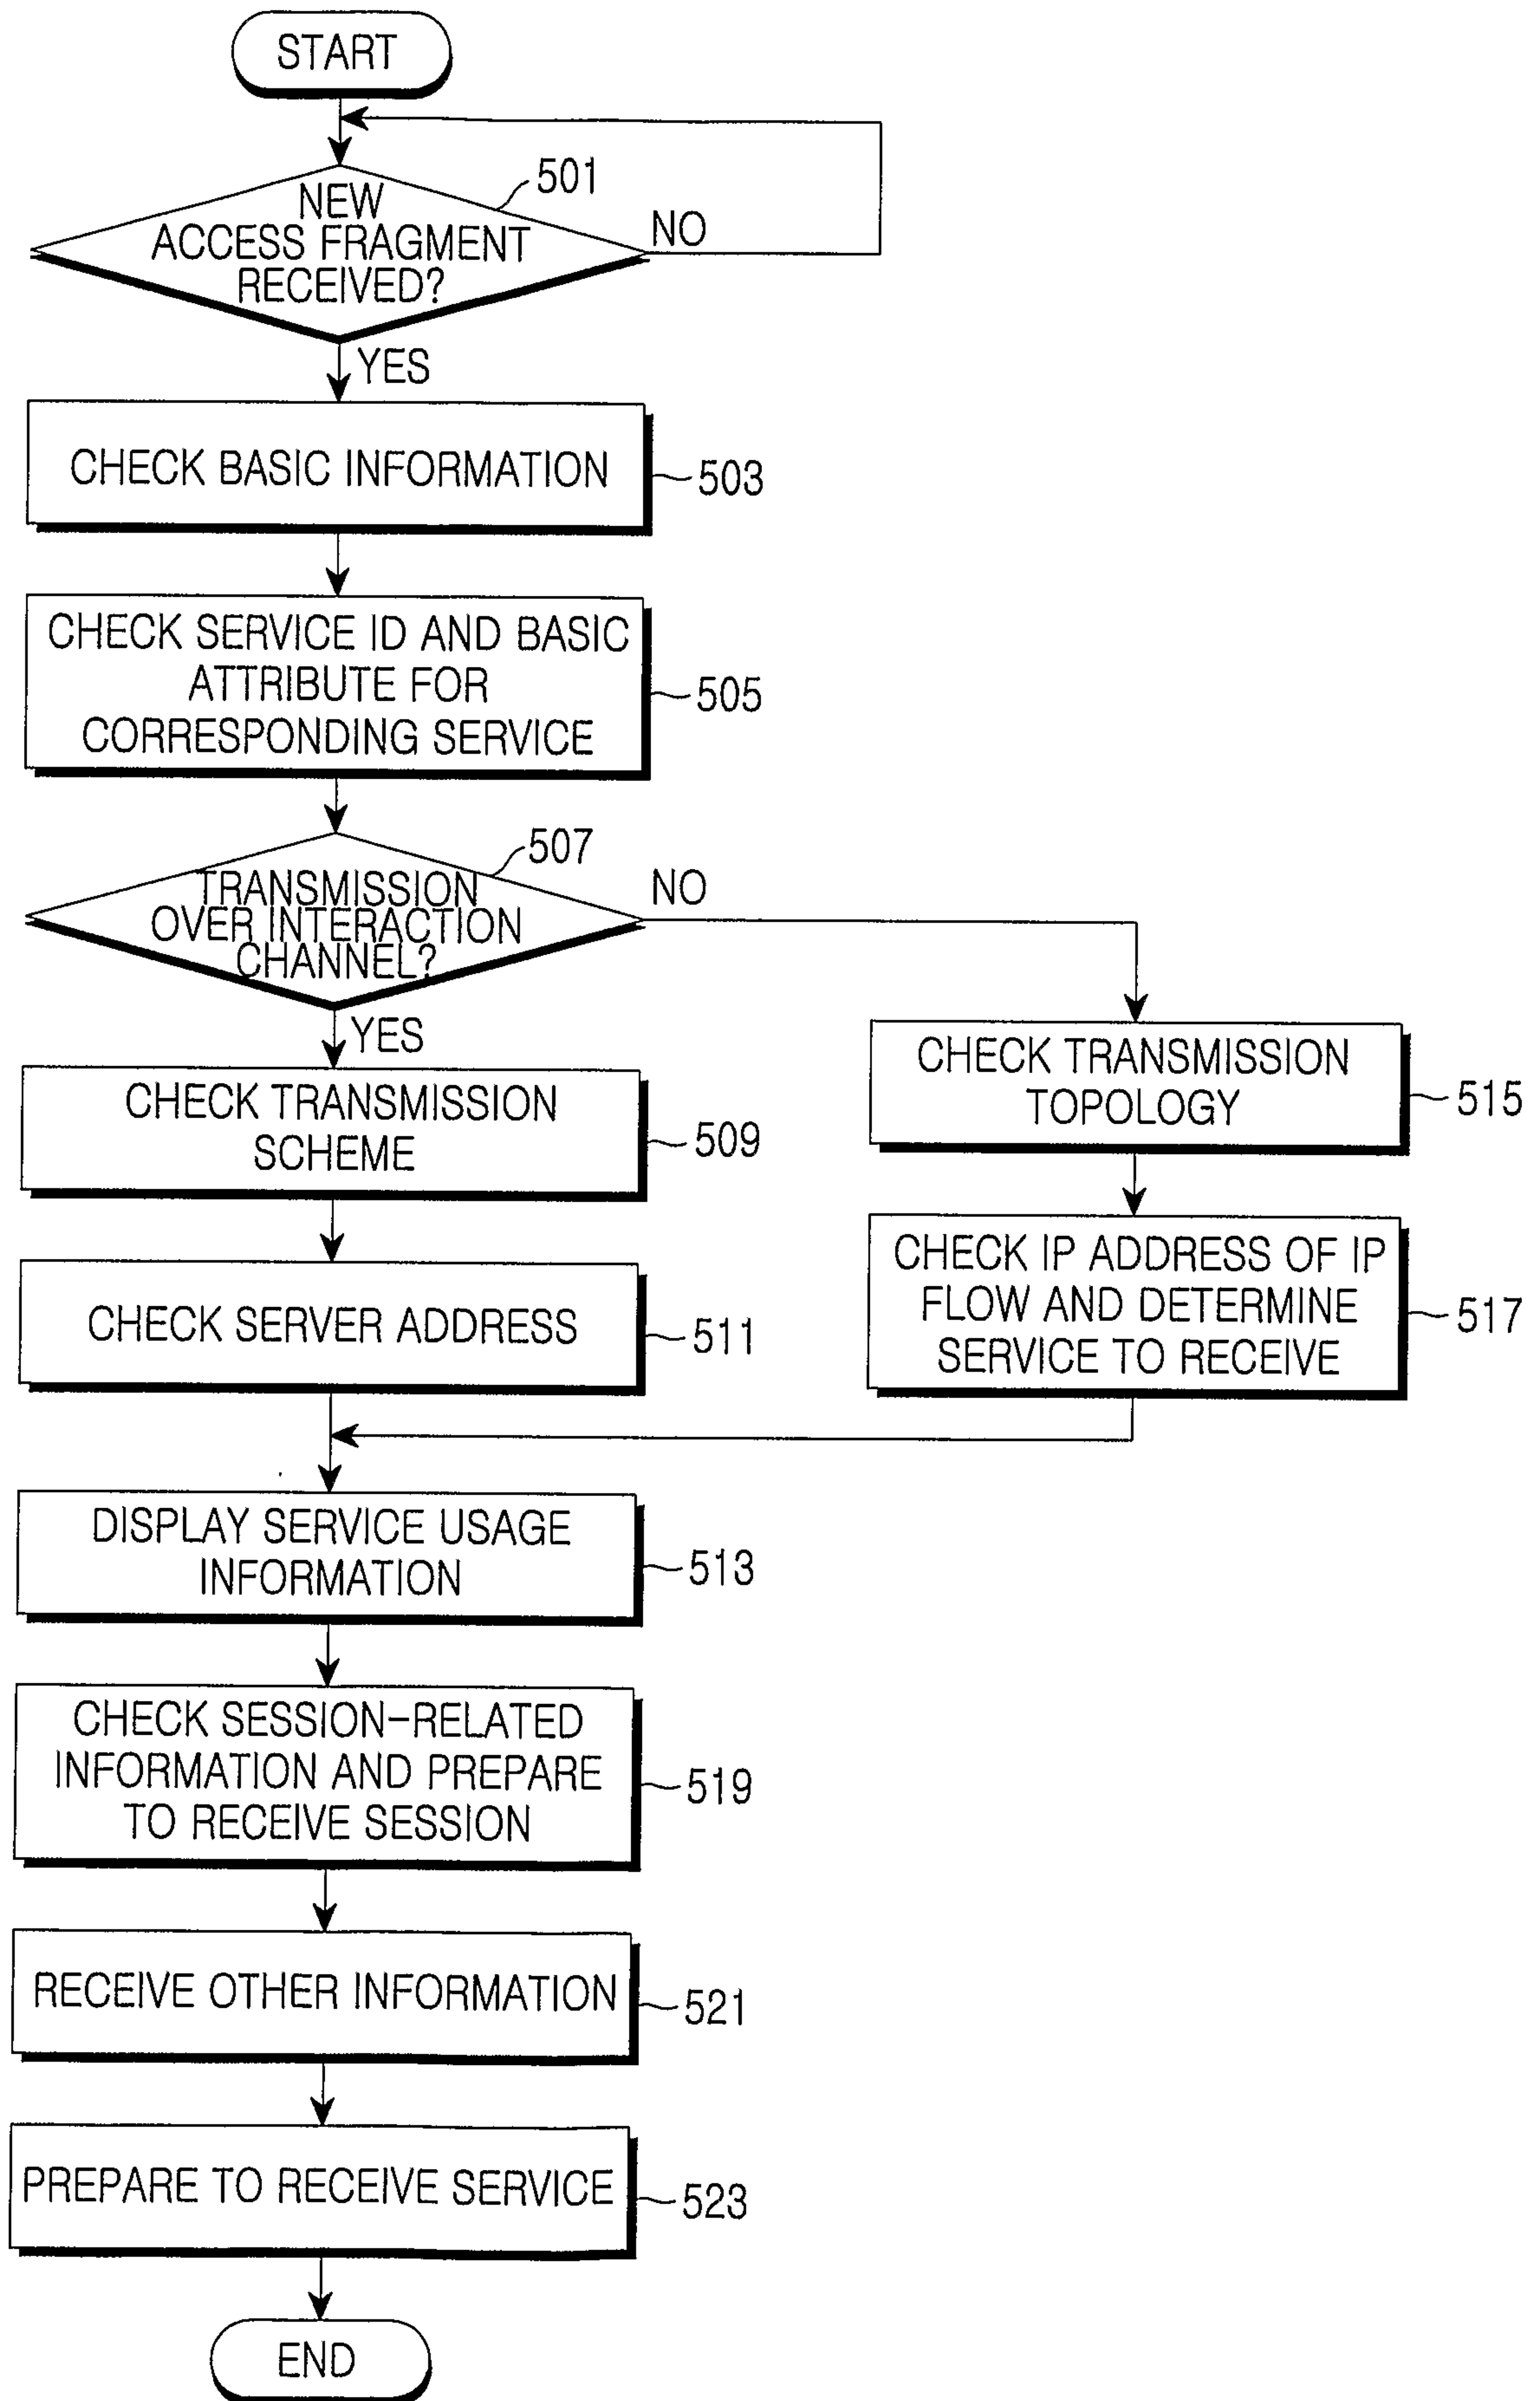 START
501
NEW
ACCESS FRAGMENT
RECEIVED?
NO
YES
CHECK BASIC INFORMATION
503
CHECK SERVICE ID AND BASIC
ATTRIBUTE FOR
CORRESPONDING SERVICE
505
507
TRANSMISSION
OVER INTERACTION
CHANNEL?
NO
YES
CHECK TRANSMISSION
SCHEME
509
CHECK TRANSMISSION
TOPOLOGY
515
CHECK SERVER ADDRESS
511
CHECK IP ADDRESS OF IP
FLOW AND DETERMINE
SERVICE TO RECEIVE
517
DISPLAY SERVICE USAGE
INFORMATION
513
CHECK SESSION-RELATED
INFORMATION AND PREPARE
TO RECEIVE SESSION
519
RECEIVE OTHER INFORMATION
521
PREPARE TO RECEIVE SERVICE
523
END